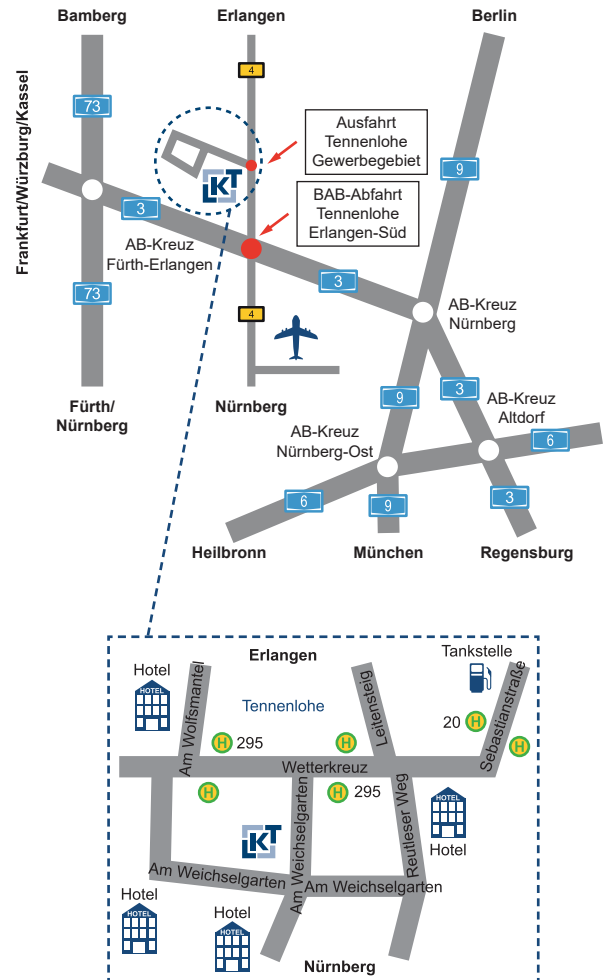 Bamberg
Erlangen
Berlin
Frankfurt/Würzburg/Kassel
73
4
Ausfahrt
Tennenlohe
Gewerbegebiet
9
LKT
BAB-Abfahrt
Tennenlohe
Erlangen-Süd
3
AB-Kreuz
Fürth-Erlangen
73
3
4
AB-Kreuz
Nürnberg
Fürth/
Nürnberg
Nürnberg
9
3
AB-Kreuz
Altdorf
AB-Kreuz
Nürnberg-Ost
6
6
9
3
Heilbronn
München
Regensburg
Erlangen
Tankstelle
Hotel
HOTEL
Am Wolfsmantel
Tennenlohe
Leitensteig
Sebastianstraße
20 H
H
H 295
H
Wetterkreuz
H
H 295
Am Weichselgarten
Reutleser Weg
HOTEL
Hotel
LKT
Am Weichselgarten
Am Weichselgarten
Hotel
HOTEL
Hotel
HOTEL
Nürnberg